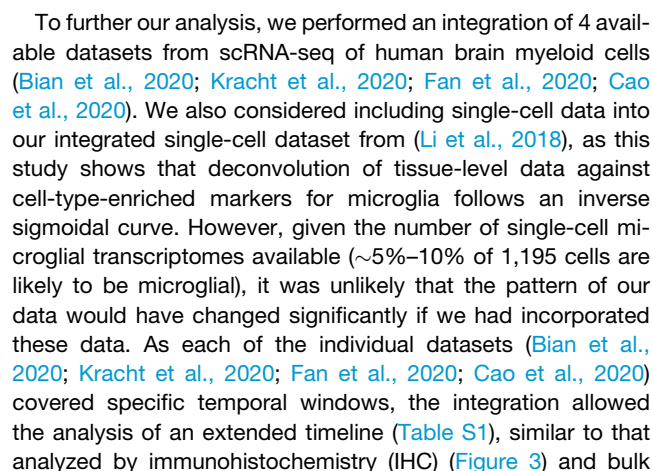 To further our analysis, we performed an integration of 4 avail-
able datasets from scRNA-seq of human brain myeloid cells
(Bian et al., 2020; Kracht et al., 2020; Fan et al., 2020; Cao
et al., 2020). We also considered including single-cell data into
our integrated single-cell dataset from (Li et al., 2018), as this
study shows that deconvolution of tissue-level data against
cell-type-enriched markers for microglia follows an inverse
sigmoidal curve. However, given the number of single-cell mi-
croglial transcriptomes available (∼5%–10% of 1,195 cells are
likely to be microglial), it was unlikely that the pattern of our
data would have changed significantly if we had incorporated
these data. As each of the individual datasets (Bian et al.,
2020; Kracht et al., 2020; Fan et al., 2020; Cao et al., 2020)
covered specific temporal windows, the integration allowed
the analysis of an extended timeline (Table S1), similar to that
analyzed by immunohistochemistry (IHC) (Figure 3) and bulk